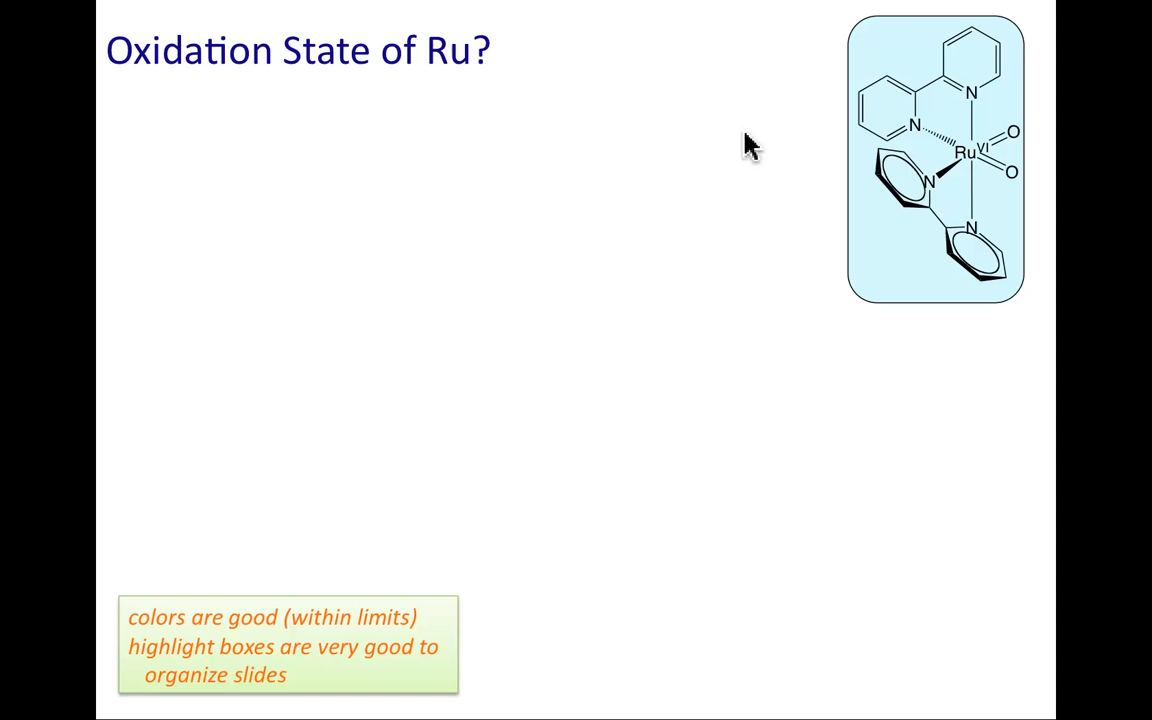 Oxidation State of Ru?
N
N
O
Ru VI
O
N
N
colors are good (within limits)
highlight boxes are very good to
organize slides